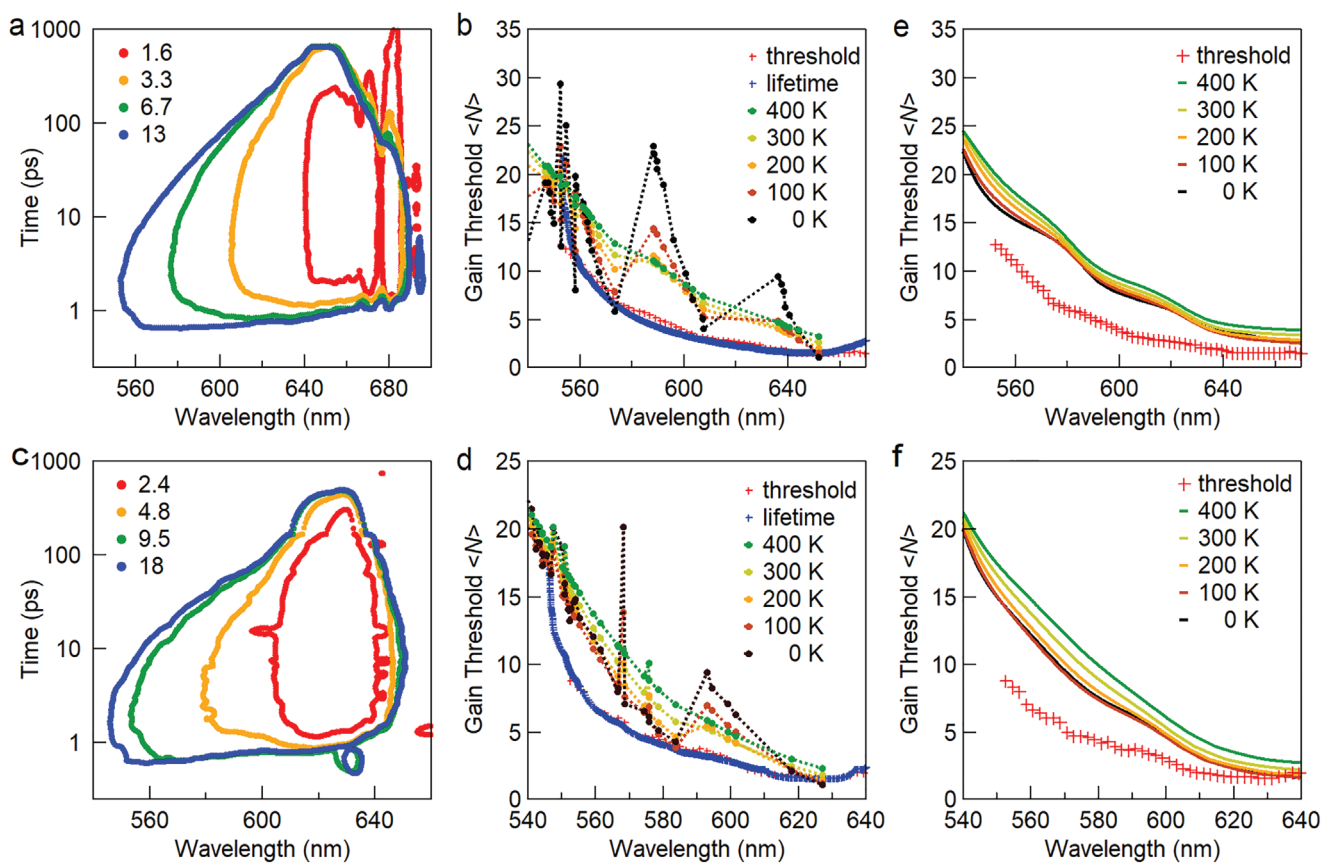 a
1000
100
10
1
Time (ps)
1.6
3.3
6.7
13
560
600
640
680
Wavelength (nm)
b
35
30
25
20
15
10
5
0
Gain Threshold <N>
threshold
lifetime
400 K
300 K
200 K
100 K
0 K
560
600
640
Wavelength (nm)
e
35
30
25
20
15
10
5
0
Gain Threshold <N>
threshold
400 K
300 K
200 K
100 K
0 K
560
600
640
Wavelength (nm)
c
1000
100
10
1
Time (ps)
2.4
4.8
9.5
18
560
600
640
Wavelength (nm)
d
25
20
15
10
5
0
Gain Threshold <N>
threshold
lifetime
400 K
300 K
200 K
100 K
0 K
540
560
580
600
620
640
Wavelength (nm)
f
25
20
15
10
5
0
Gain Threshold <N>
threshold
400 K
300 K
200 K
100 K
0 K
540
560
580
600
620
640
Wavelength (nm)